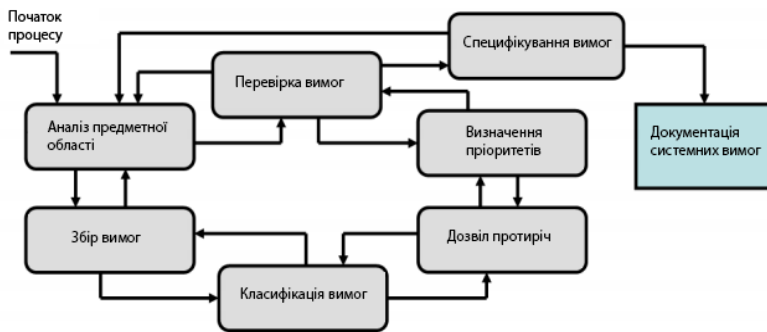 Початок
процесу
Специфікування вимог
Перевірка вимог
Аналіз предметної
області
Визначення
пріоритетів
Документація
системних вимог
Збір вимог
Дозвіл протиріч
Класифікація вимог